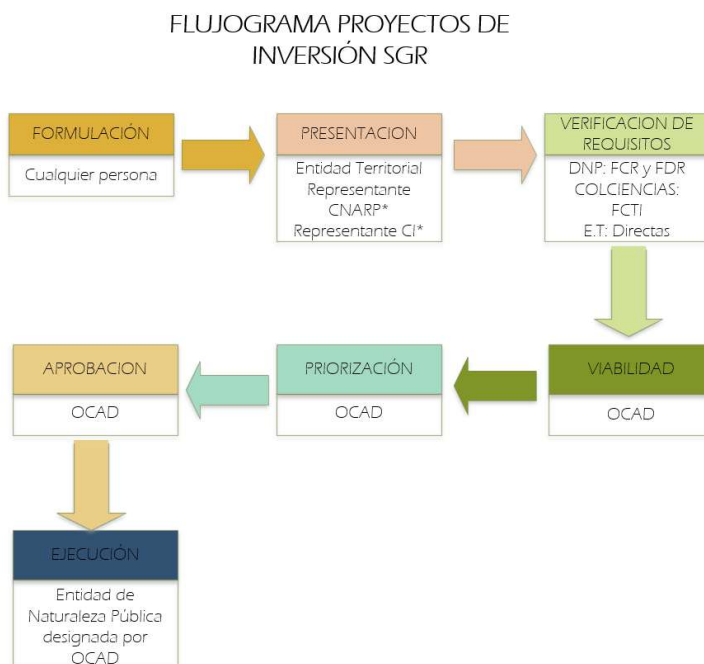 FLUJOGRAMA PROYECTOS DE
INVERSIÓN SGR
FORMULACIÓN
Cualquier persona
PRESENTACION
Entidad Territorial
Representante
CNARP*
Representante CI*
VERIFICACION DE
REQUISITOS
DNP: FCR y FDR
COLCIENCIAS:
FCTI
E.T: Directas
VIABILIDAD
OCAD
PRIORIZACIÓN
OCAD
APROBACION
OCAD
EJECUCIÓN
Entidad de
Naturaleza Pública
designada por
OCAD